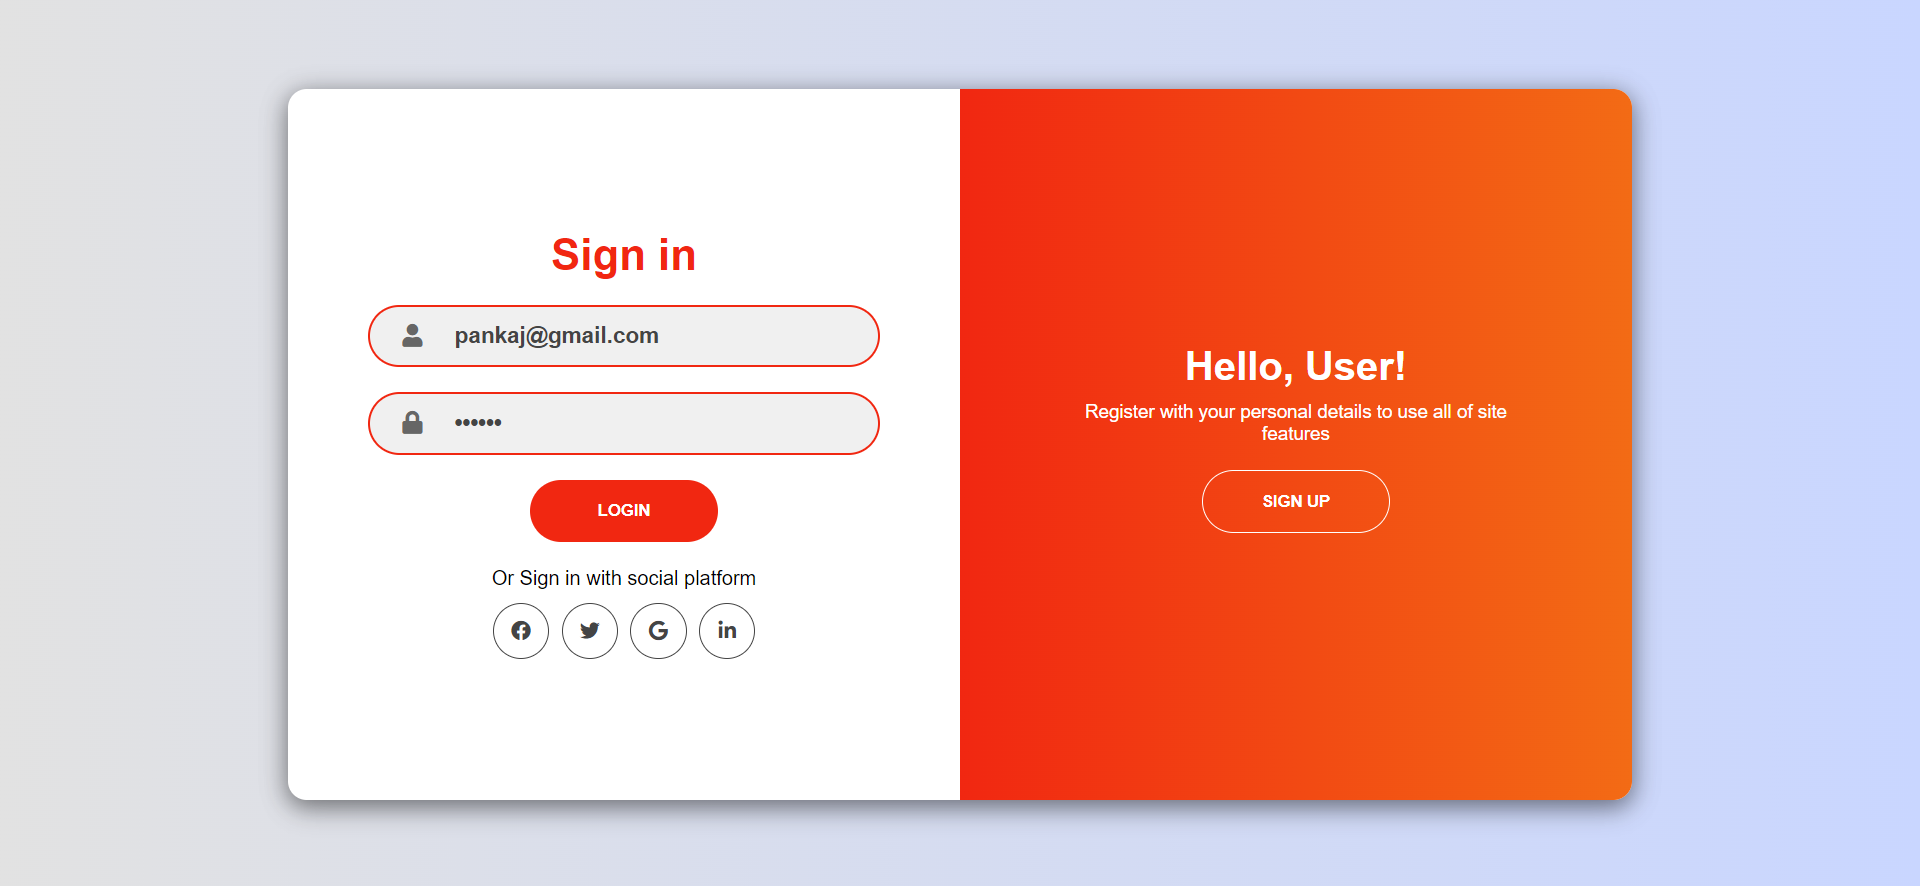 Sign in
pankaj@gmail.com
••••••
LOGIN
Or Sign in with social platform
Hello, User!
Register with your personal details to use all of site
features
SIGN UP